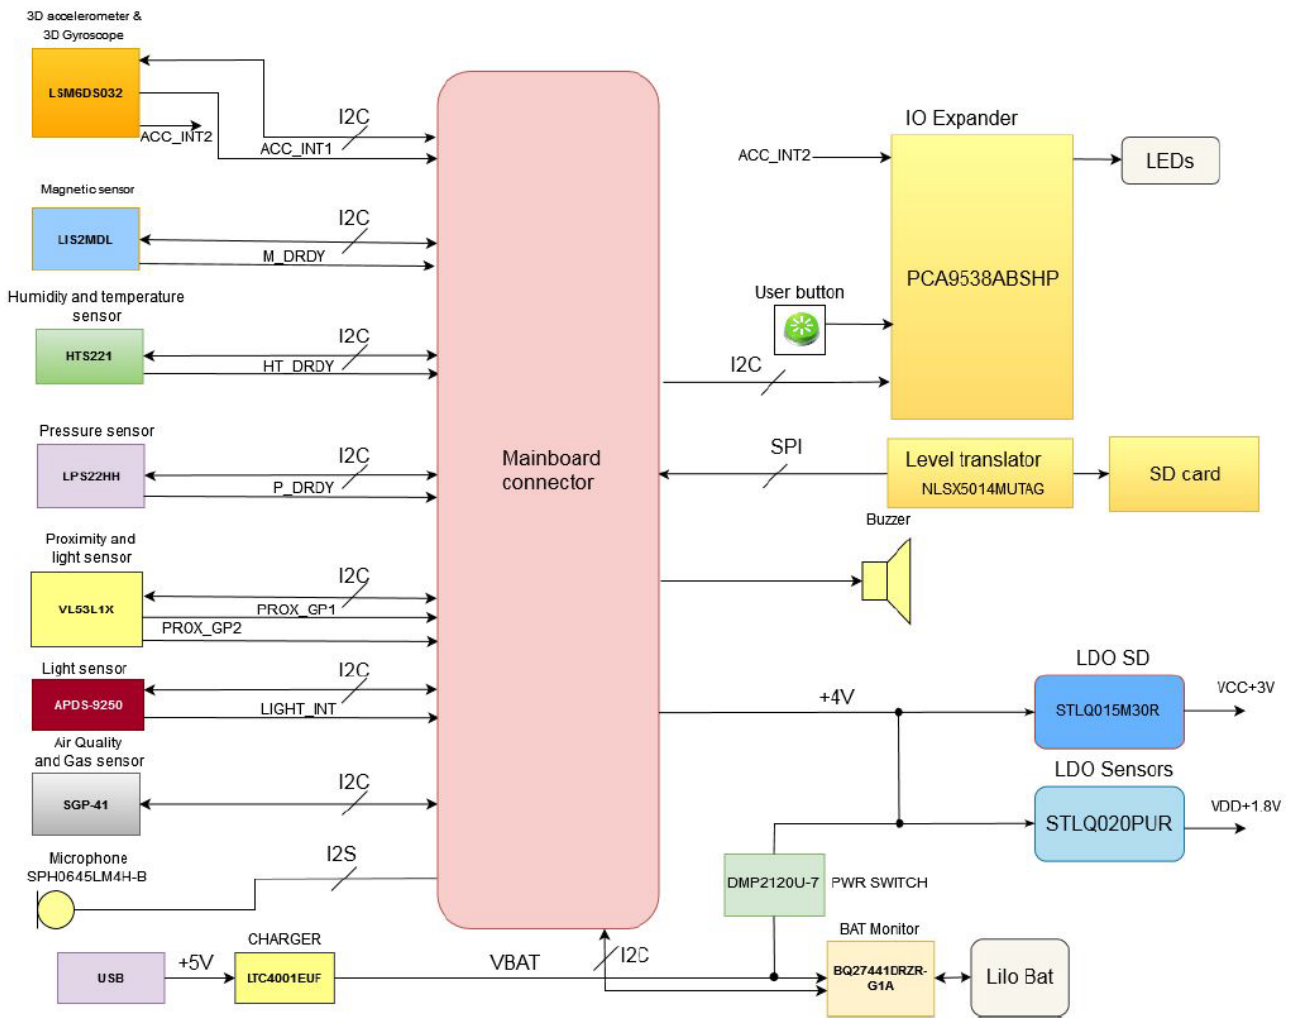 3D accelerometer &
3D Gyroscope
LSM6DS032
ACC_INT2
I2C
ACC_INT1
Magnetic sensor
LIS2MDL
I2C
M_DRDY
Humidity and temperature
sensor
HTS221
I2C
HT_DRDY
Pressure sensor
LPS22HH
I2C
P_DRDY
Proximity and
light sensor
VL53L1X
I2C
PROX_GP1
PROX_GP2
Light sensor
APDS-9250
I2C
LIGHT_INT
Air Quality
and Gas sensor
SGP-41
I2C
Microphone
SPH0645LM4H-B
I2S
USB
+5V
CHARGER
LTC4001EUF
VBAT
I2C
Mainboard
connector
IO Expander
ACC_INT2
PCA9538ABSHP
LEDs
User button
I2C
SPI
Level translator
NLSX5014MUTAG
SD card
Buzzer
+4V
LDO SD
STLQ015M30R
VCC+3V
LDO Sensors
STLQ020PUR
VDD+1.8V
DMP2120U-7
PWR SWITCH
BAT Monitor
BQ27441DRZR-
G1A
Lilo Bat